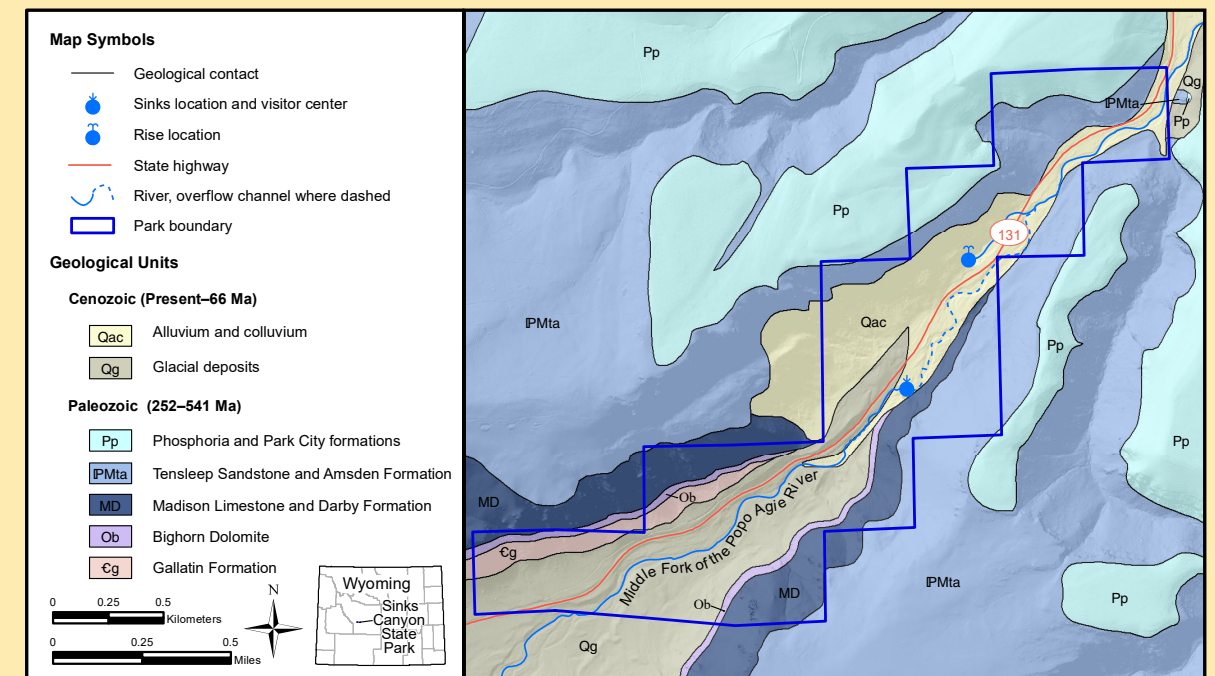 Map Symbols
Geological contact
Sinks location and visitor center
Rise location
State highway
River, overflow channel where dashed
Park boundary
Geological Units
Cenozoic (Present–66 Ma)
Qac Alluvium and colluvium
Qg Glacial deposits
Paleozoic (252–541 Ma)
Pp Phosphoria and Park City formations
ℙMta Tensleep Sandstone and Amsden Formation
MD Madison Limestone and Darby Formation
Ob Bighorn Dolomite
Ꞓg Gallatin Formation
0 0.25 0.5
Kilometers
0 0.25 0.5
Miles
N
Wyoming
Sinks
Canyon
State
Park
Pp
Qg
ℙMta
Pp
Pp
131
ℙMta
Qac
Pp
Pp
MD
Ob
Middle Fork of the Popo Agie River
Ꞓg
ℙMta
MD
Pp
Ob
Qg